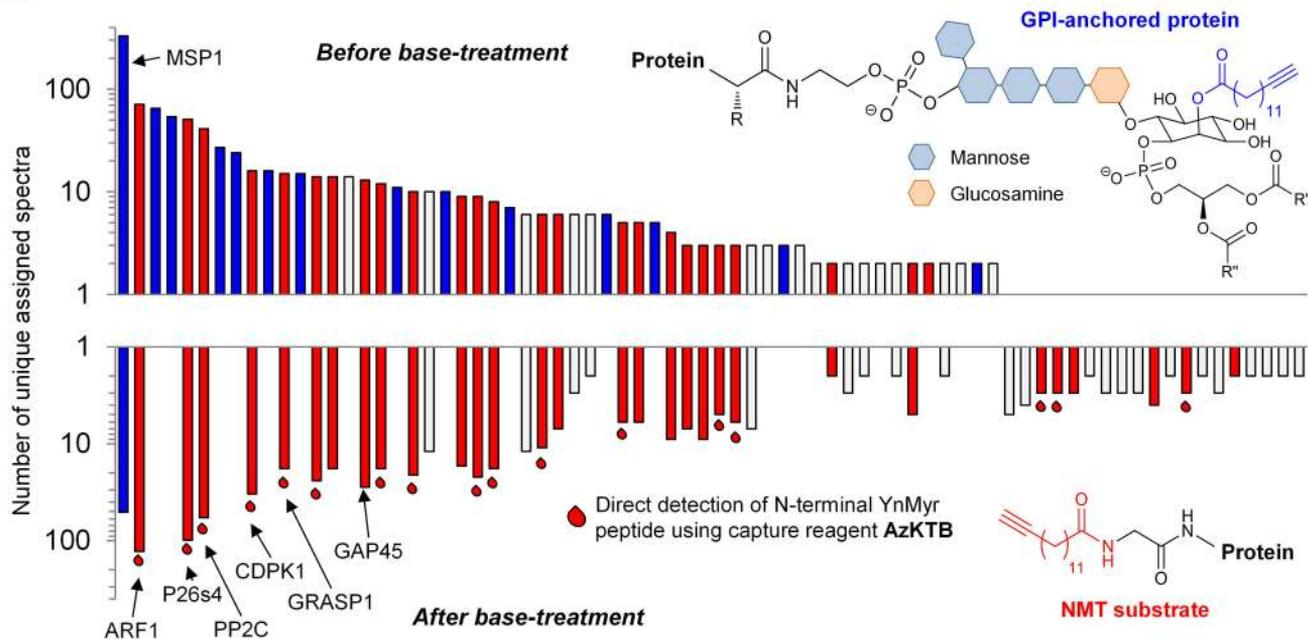 MSP1
Before base-treatment
GPI-anchored protein
Protein
O
N
H
R
O
O
P
⊖O
O
O
11
HO
O
OH
O
OH
HO
O
O
P
⊖O
O
O
O
R'
O
O
R"
Mannose
Glucosamine
Number of unique assigned spectra
100
10
1
1
10
100
ARF1
P26s4
PP2C
CDPK1
GRASP1
GAP45
After base-treatment
Direct detection of N-terminal YnMyr
peptide using capture reagent AzKTB
11
O
N
H
O
H
N
Protein
NMT substrate